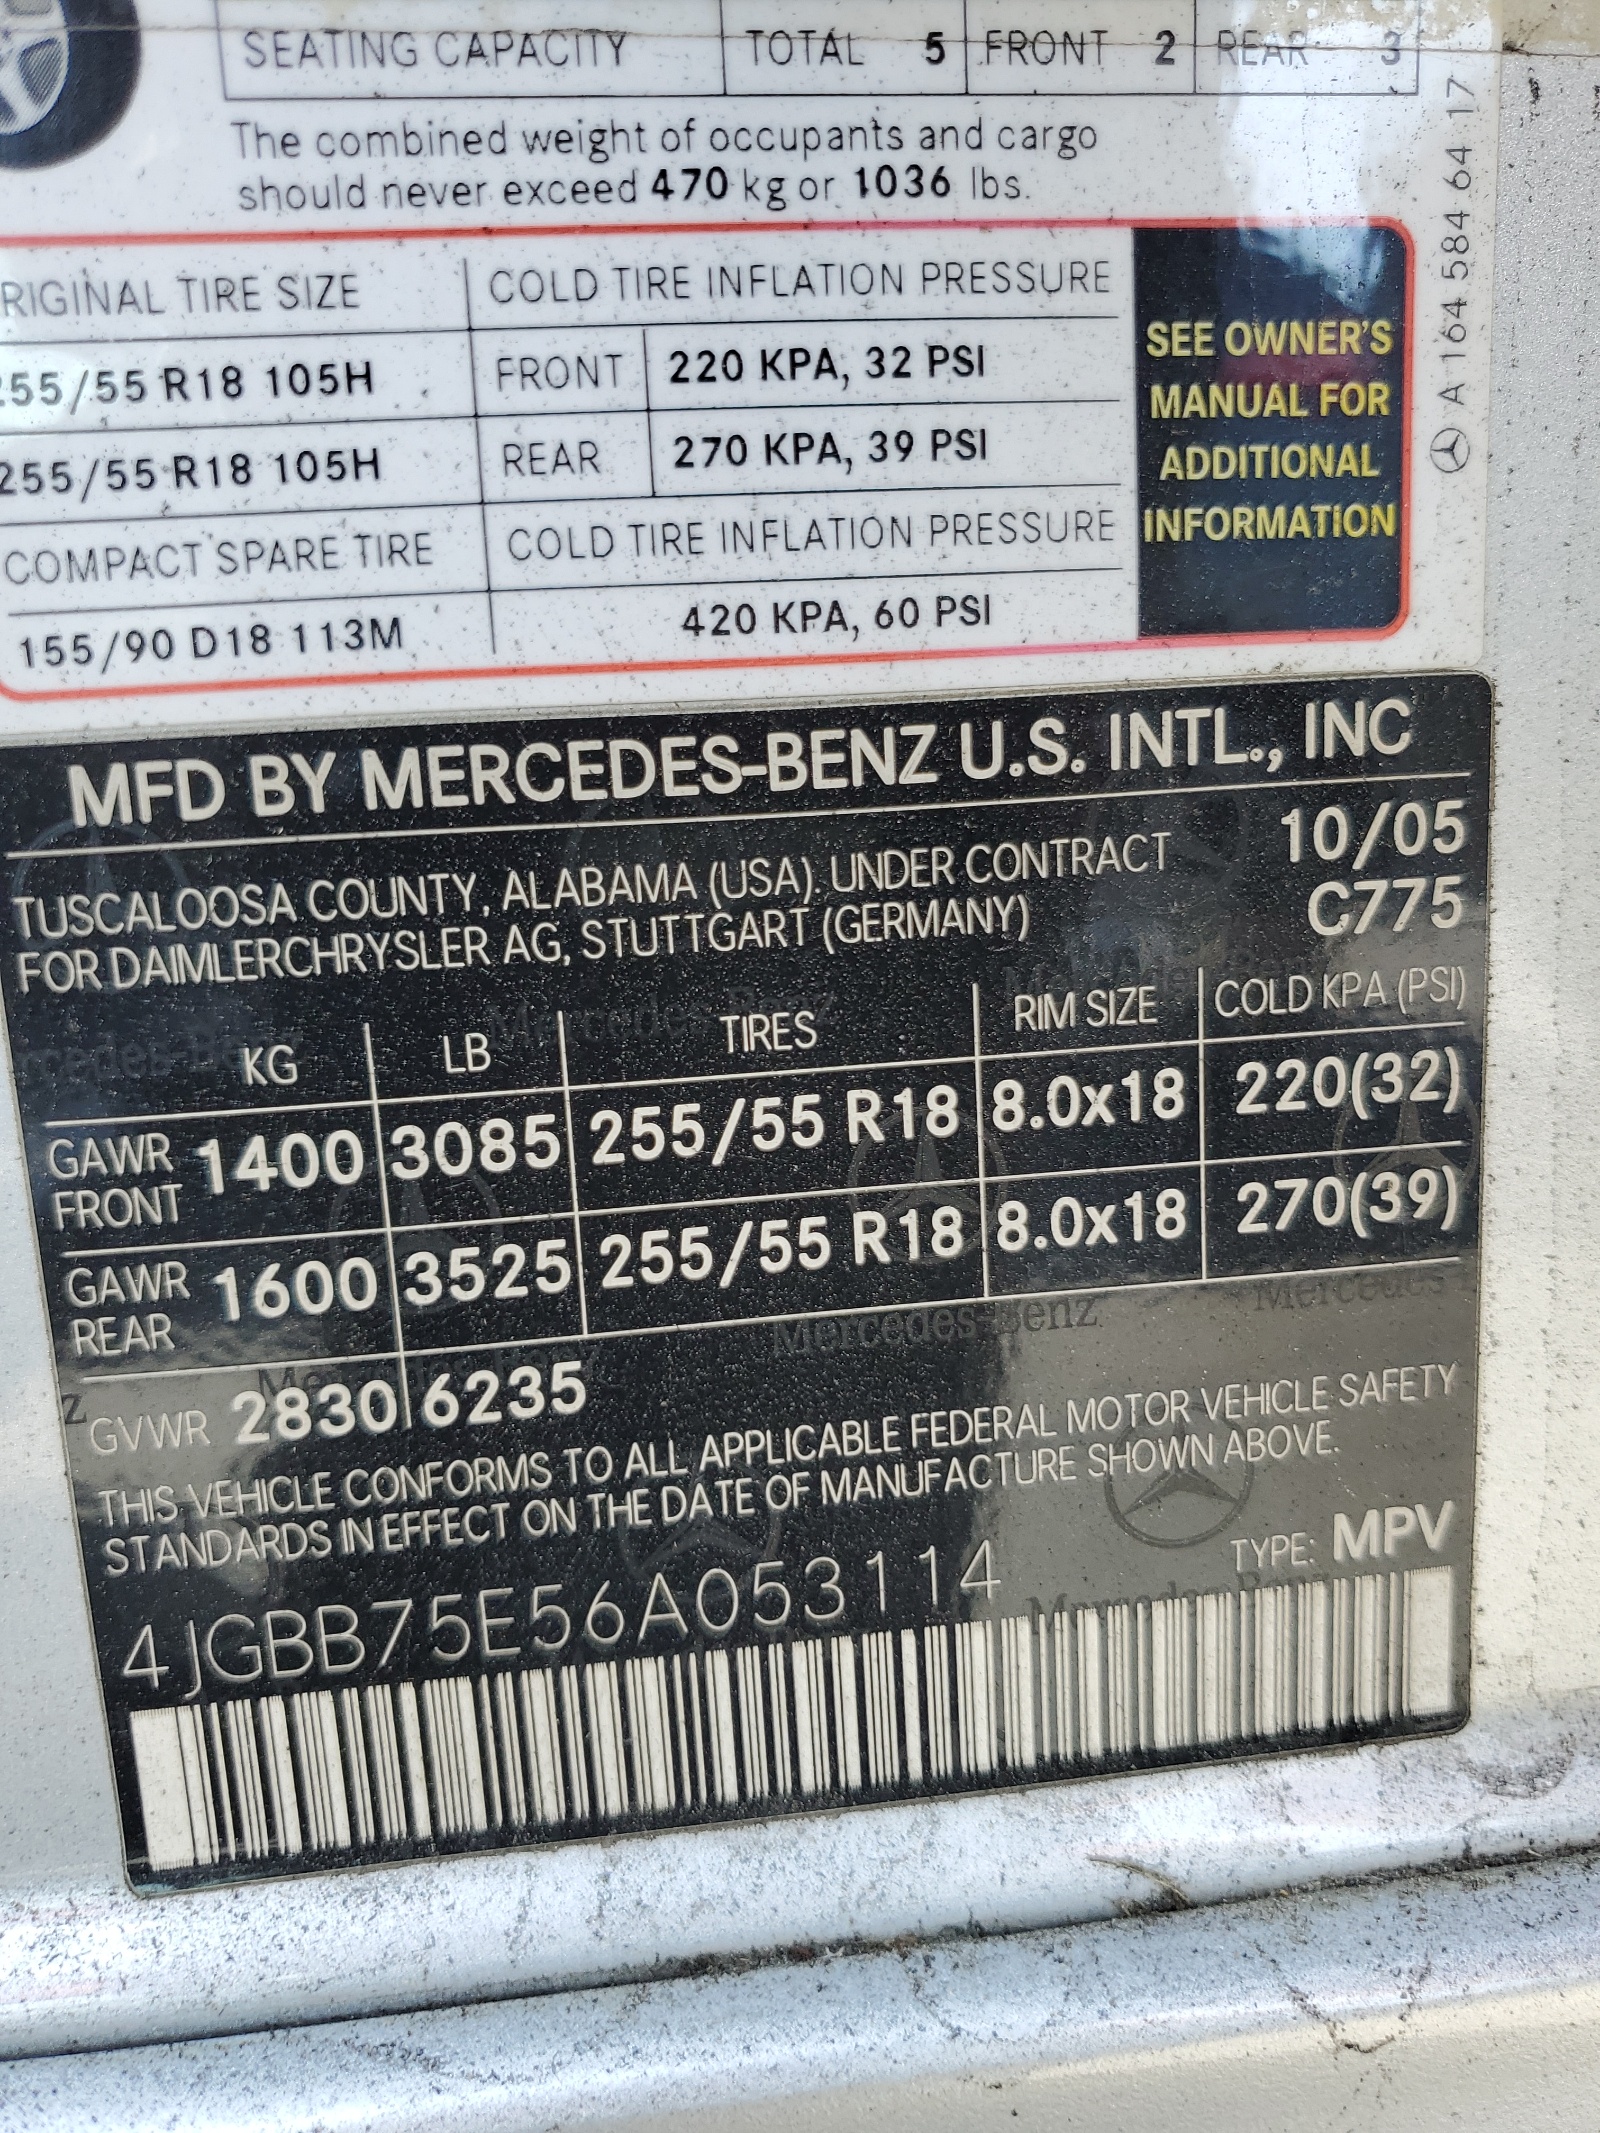 SEATING CAPACITY TOTAL 5 FRONT 2 REAR 3
The combined weight of occupants and cargo
should never exceed 470 kg or 1036 lbs.
RIGINAL TIRE SIZE COLD TIRE INFLATION PRESSURE
255/55 R18 105H FRONT 220 KPA, 32 PSI
255/55 R18 105H REAR 270 KPA, 39 PSI
COMPACT SPARE TIRE COLD TIRE INFLATION PRESSURE
155/90 D18 113M 420 KPA, 60 PSI
SEE OWNER'S
MANUAL FOR
ADDITIONAL
INFORMATION
A 164 584 64 17
MFD BY MERCEDES-BENZ U.S. INTL., INC
TUSCALOOSA COUNTY, ALABAMA (USA). UNDER CONTRACT 10/05
FOR DAIMLERCHRYSLER AG, STUTTGART (GERMANY) C775
KG LB TIRES RIM SIZE COLD KPA (PSI)
GAWR FRONT 1400 3085 255/55 R18 8.0x18 220(32)
GAWR REAR 1600 3525 255/55 R18 8.0x18 270(39)
GVWR 2830 6235
THIS VEHICLE CONFORMS TO ALL APPLICABLE FEDERAL MOTOR VEHICLE SAFETY
STANDARDS IN EFFECT ON THE DATE OF MANUFACTURE SHOWN ABOVE.
4JGBB75E56A053114 TYPE: MPV